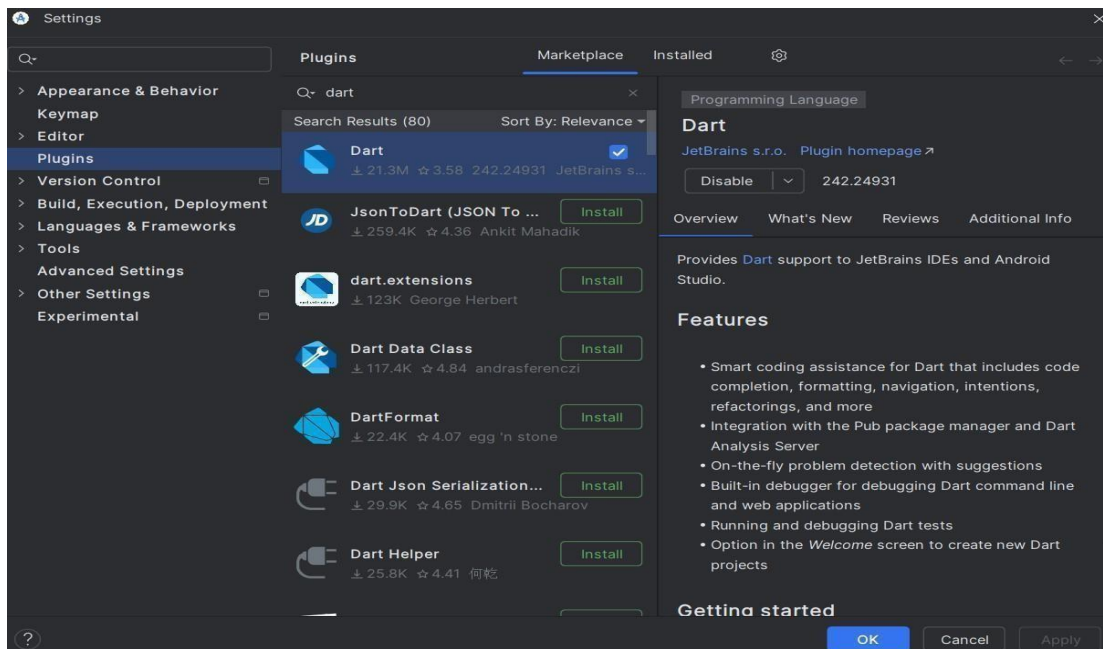 Settings
Plugins
Marketplace
Installed
Appearance & Behavior
Keymap
Editor
Plugins
Version Control
Build, Execution, Deployment
Languages & Frameworks
Tools
Advanced Settings
Other Settings
Experimental
dart
Search Results (80) Sort By: Relevance
Dart
21.3M 3.58 242.24931 JetBrains s...
JD
JsonToDart (JSON To ... Install
259.4K 4.36 Ankit Mahadik
dart.extensions Install
123K George Herbert
Dart Data Class Install
117.4K 4.84 andrasferenczi
DartFormat Install
22.4K 4.07 egg 'n stone
Dart Json Serialization... Install
29.9K 4.65 Dmitrii Bocharov
Dart Helper Install
25.8K 4.41 何乾
Programming Language
Dart
JetBrains s.r.o. Plugin homepage
Disable 242.24931
Overview What's New Reviews Additional Info
Provides Dart support to JetBrains IDEs and Android
Studio.
Features
• Smart coding assistance for Dart that includes code
completion, formatting, navigation, intentions,
refactorings, and more
• Integration with the Pub package manager and Dart
Analysis Server
• On-the-fly problem detection with suggestions
• Built-in debugger for debugging Dart command line
and web applications
• Running and debugging Dart tests
• Option in the Welcome screen to create new Dart
projects
Getting started
?
OK Cancel Apply